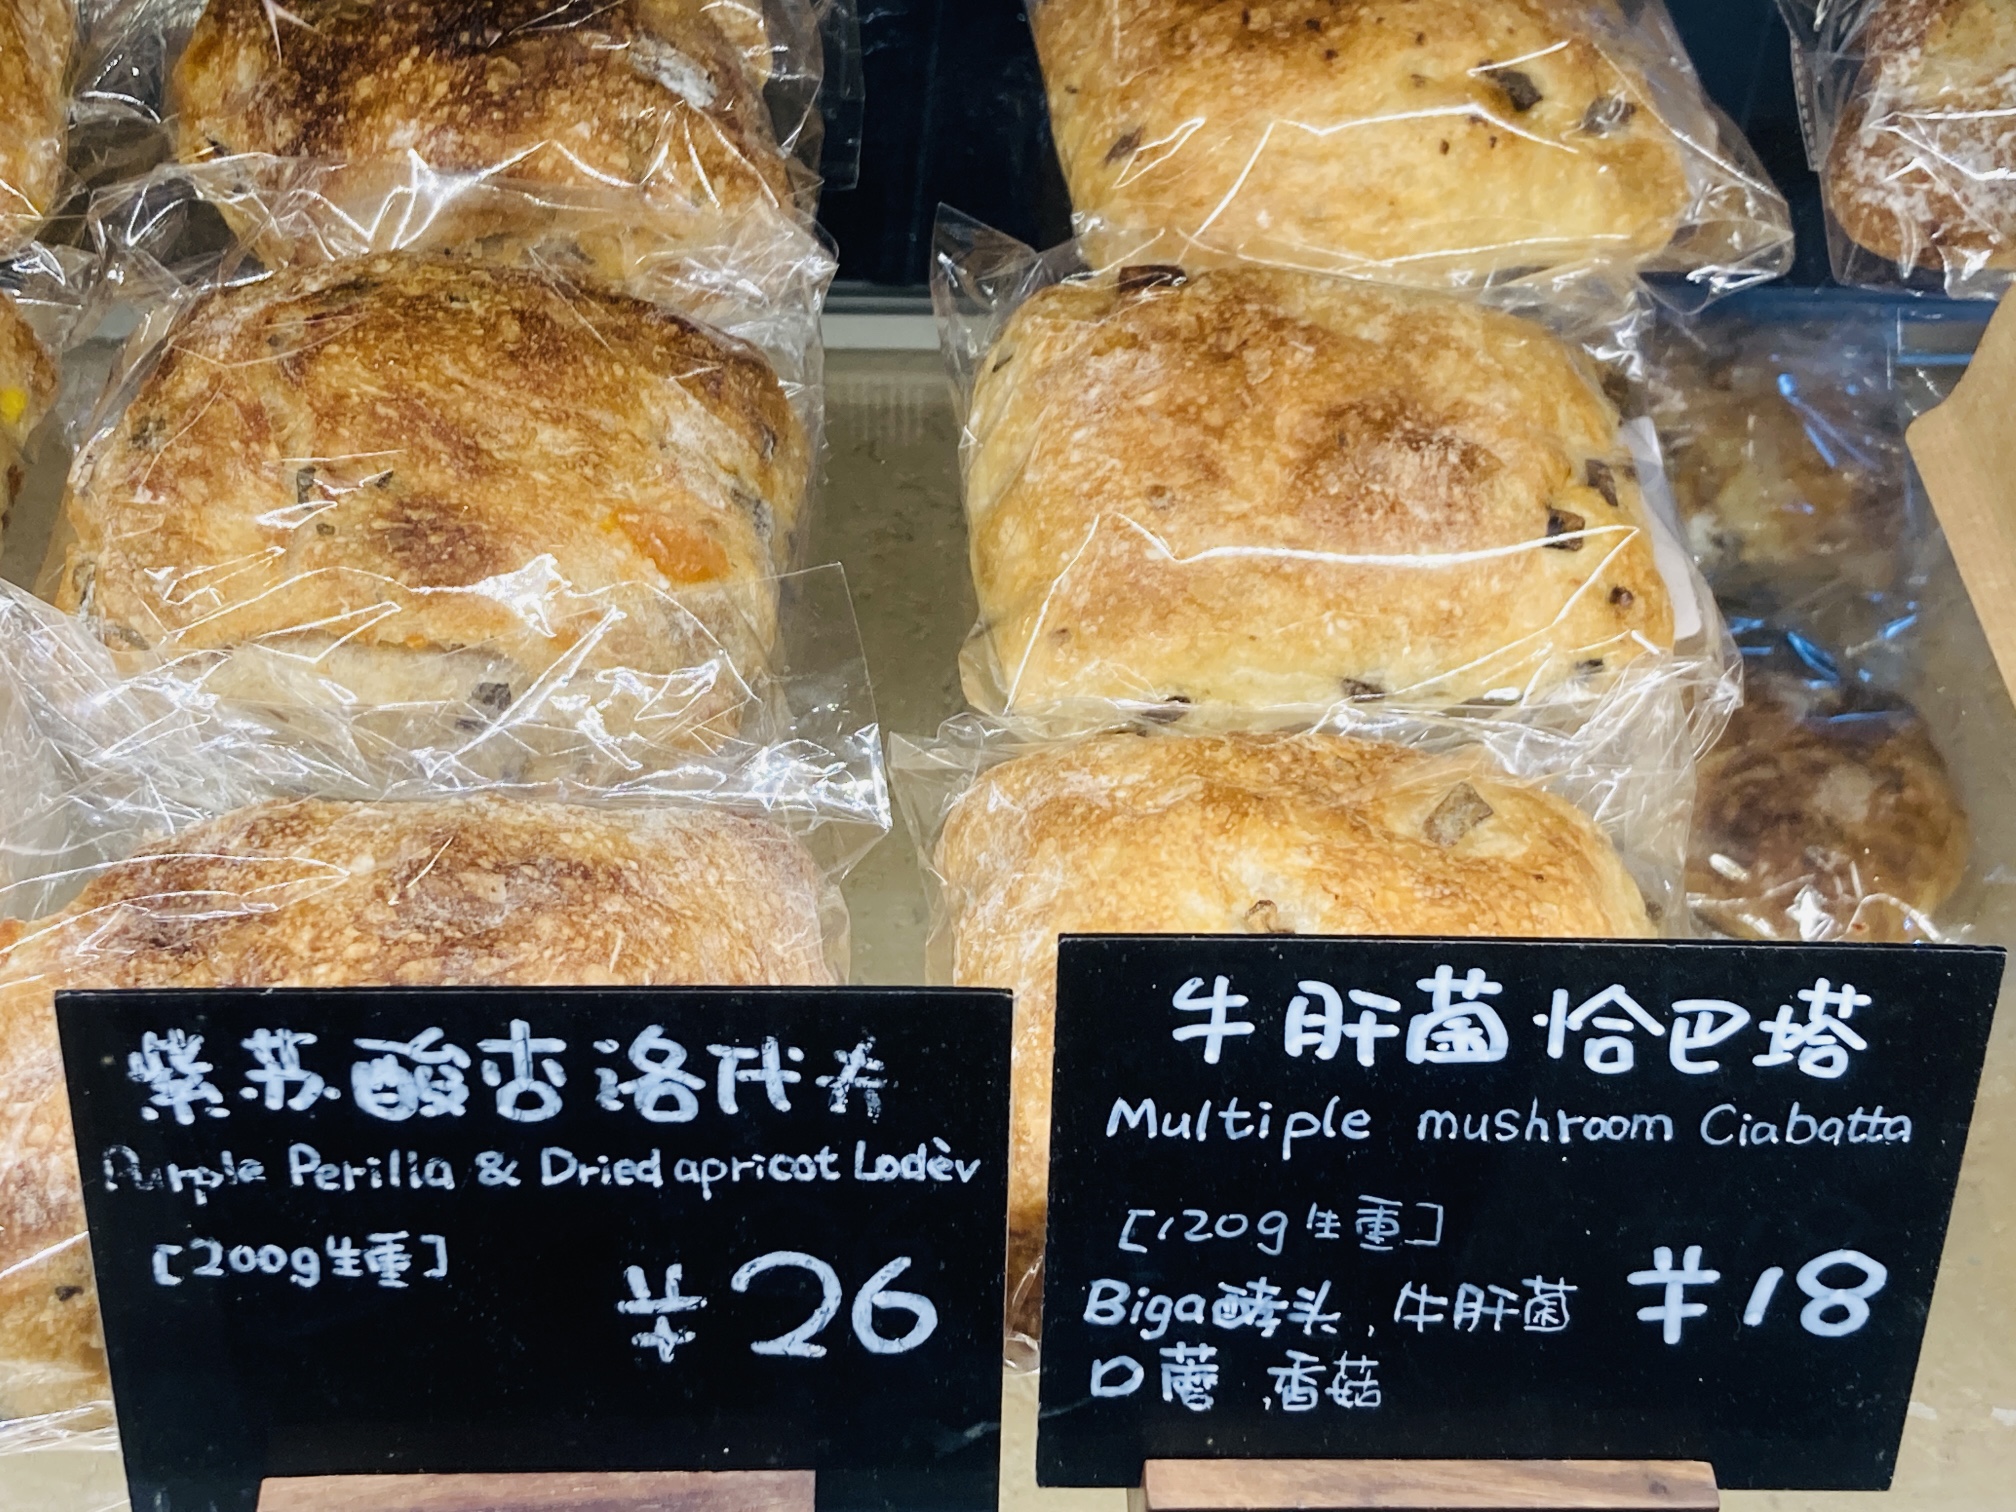 紫苏酸杏洛代夫
Purple Perilla & Dried apricot Lodèv
[200g生重]
¥26
牛肝菌恰巴塔
Multiple mushroom Ciabatta
[120g生重]
Biga酵头,牛肝菌
口蘑,香菇
¥18